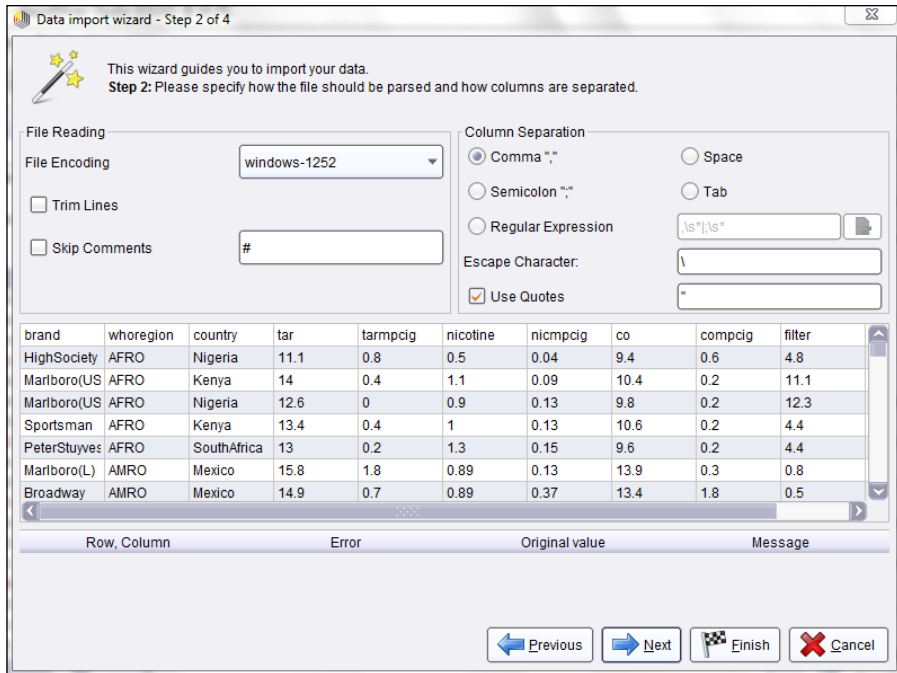 Data import wizard - Step 2 of 4
This wizard guides you to import your data.
Step 2: Please specify how the file should be parsed and how columns are separated.
File Reading
File Encoding windows-1252
Trim Lines
Skip Comments #
Column Separation
Comma "," Space
Semicolon ";" Tab
Regular Expression ,\s*|;\s*
Escape Character: \
Use Quotes "
brand whoregion country tar tarmpcig nicotine nicmpcig co compcig filter
HighSociety AFRO Nigeria 11.1 0.8 0.5 0.04 9.4 0.6 4.8
Marlboro(US AFRO Kenya 14 0.4 1.1 0.09 10.4 0.2 11.1
Marlboro(US AFRO Nigeria 12.6 0 0.9 0.13 9.8 0.2 12.3
Sportsman AFRO Kenya 13.4 0.4 1 0.13 10.6 0.2 4.4
PeterStuyves AFRO SouthAfrica 13 0.2 1.3 0.15 9.6 0.2 4.4
Marlboro(L) AMRO Mexico 15.8 1.8 0.89 0.13 13.9 0.3 0.8
Broadway AMRO Mexico 14.9 0.7 0.89 0.37 13.4 1.8 0.5
Row, Column Error Original value Message
Previous Next Finish Cancel